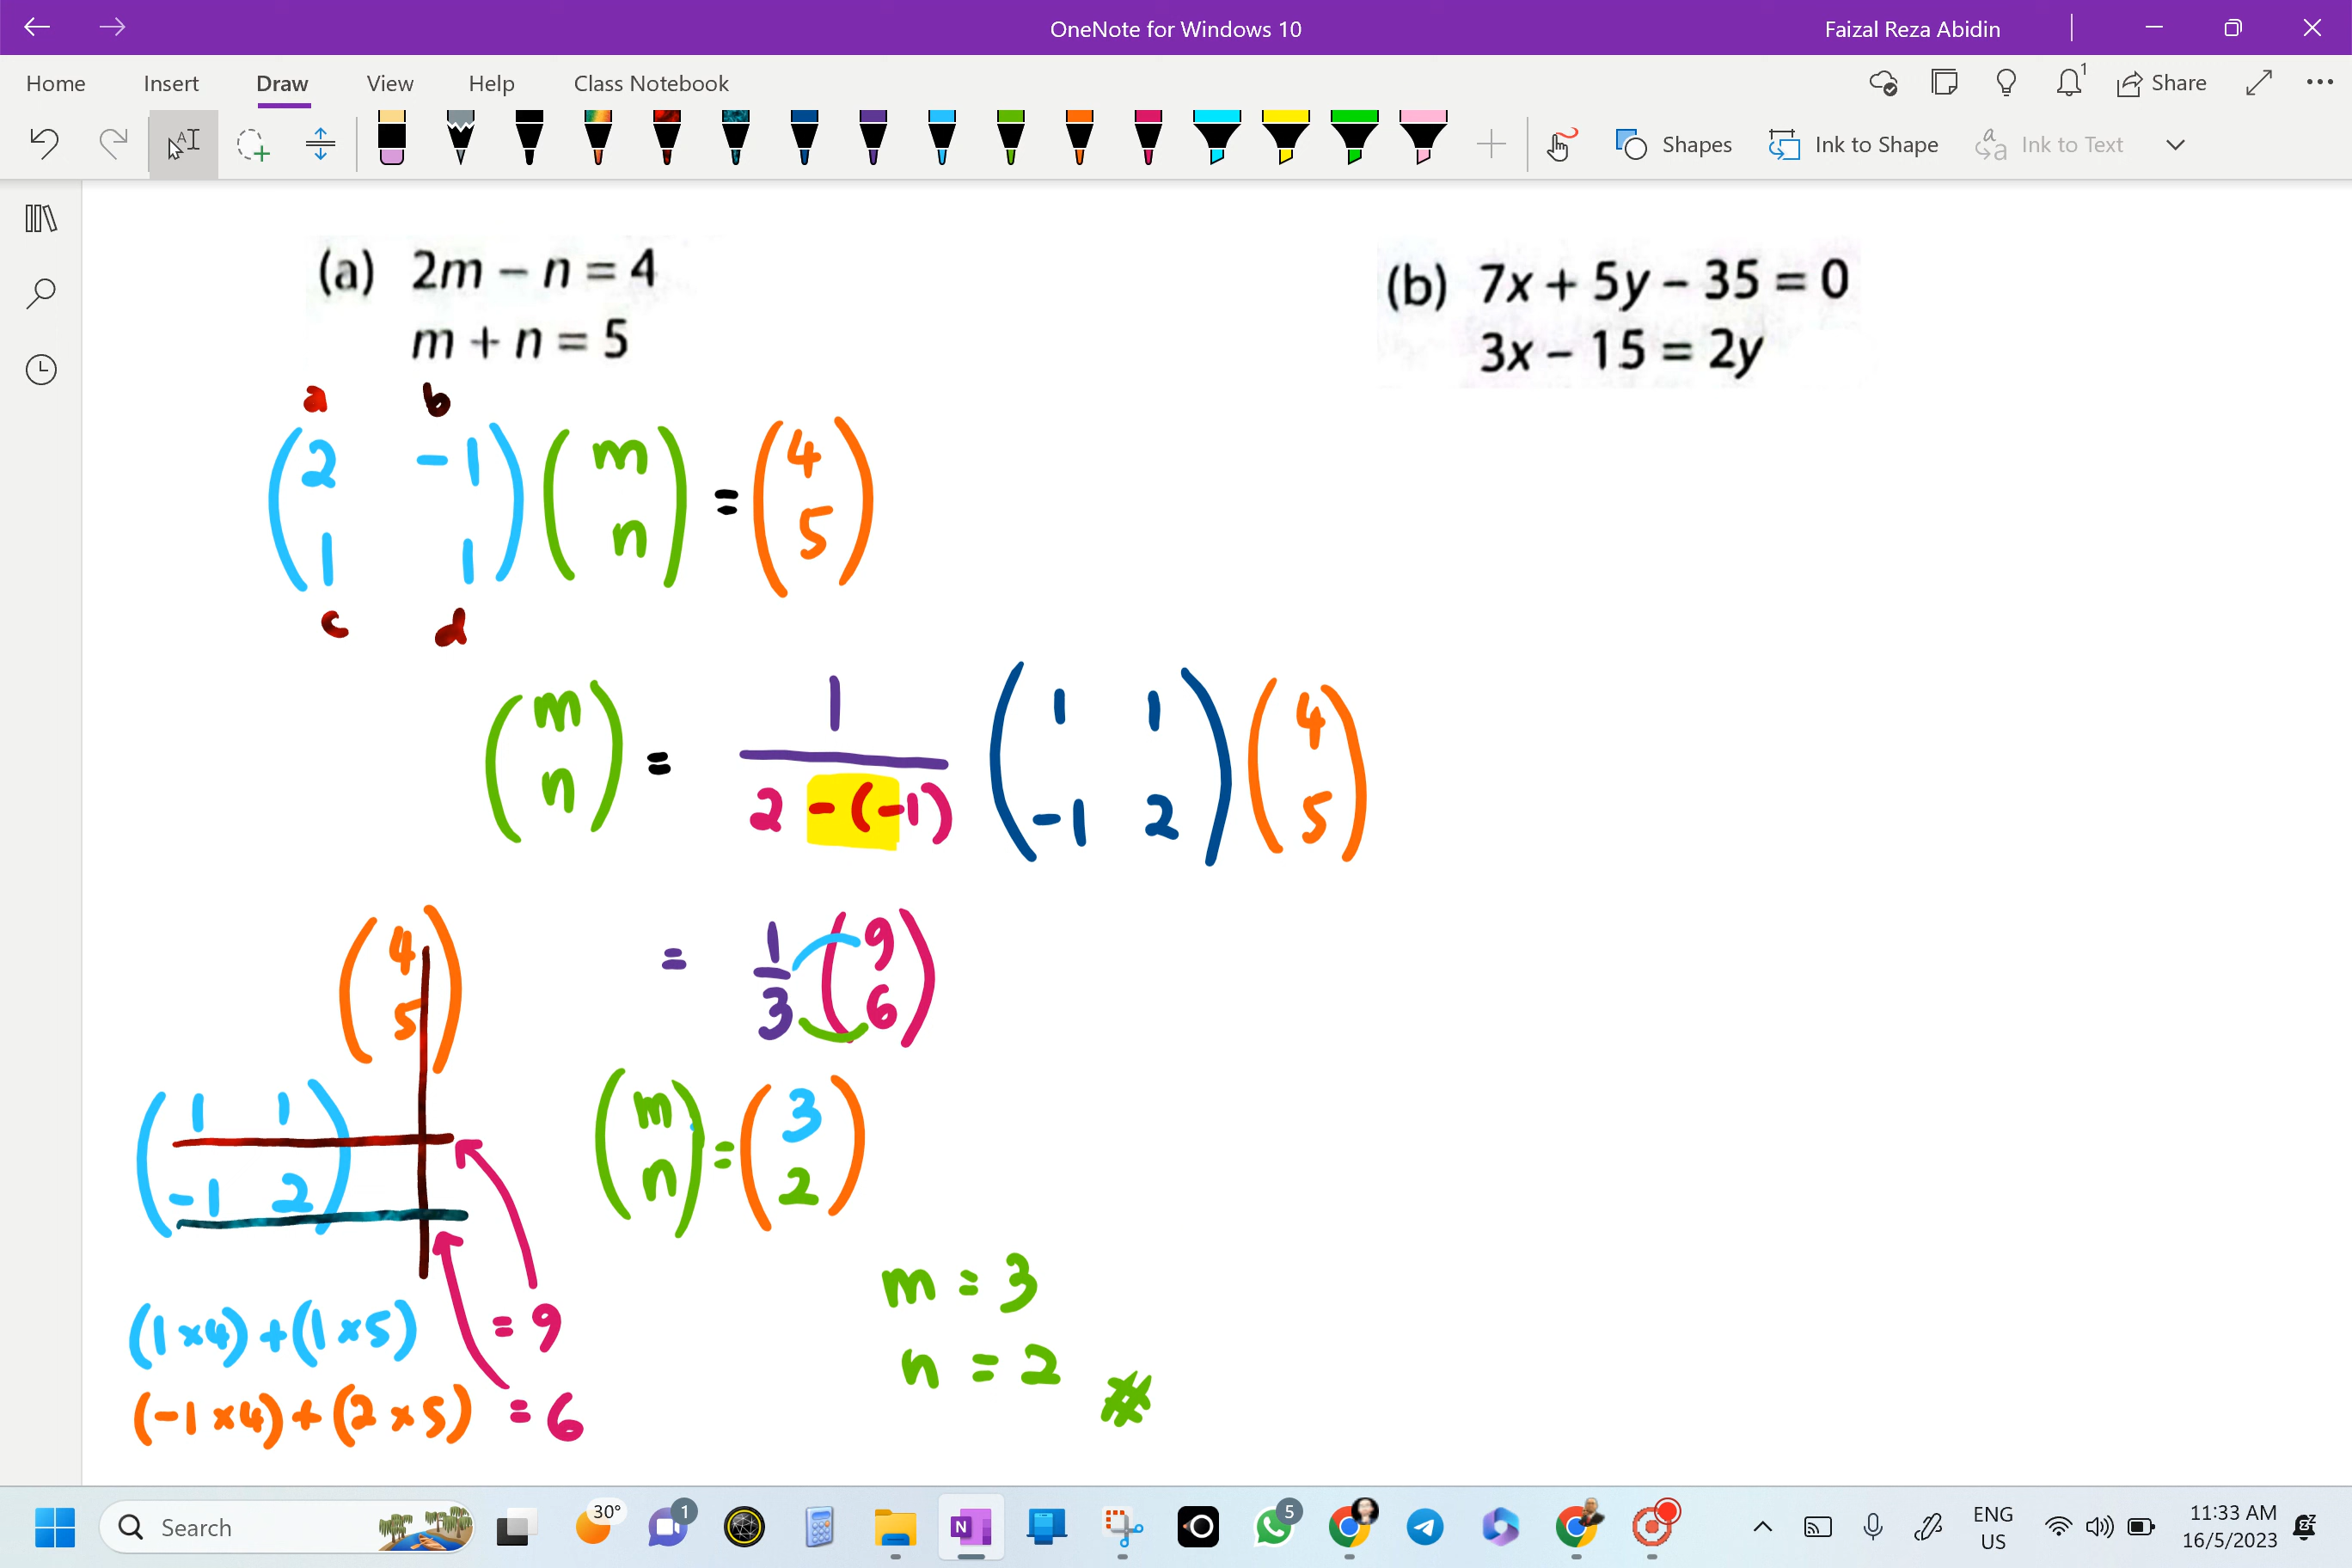 OneNote for Windows 10
Faizal Reza Abidin
Home Insert Draw View Help Class Notebook
1
Share
Shapes
Ink to Shape
Ink to Text
(a) 2m – n = 4
m + n = 5
(b) 7x + 5y – 35 = 0
3x – 15 = 2y
a b
(2 -1) (m) = (4)
(1 1) (n) (5)
c d
(m) = 1 (1 1) (4)
(n) 2 -(-1) (-1 2) (5)
(4)
(5)
= 1/3 (9)
(6)
(1 1)
(-1 2)
(m) = (3)
(n) (2)
(1×4)+(1×5) = 9
(-1×4)+(2×5) = 6
m = 3
n = 2 #
Search
30°
1
N
5
ENG
US
11:33 AM
16/5/2023